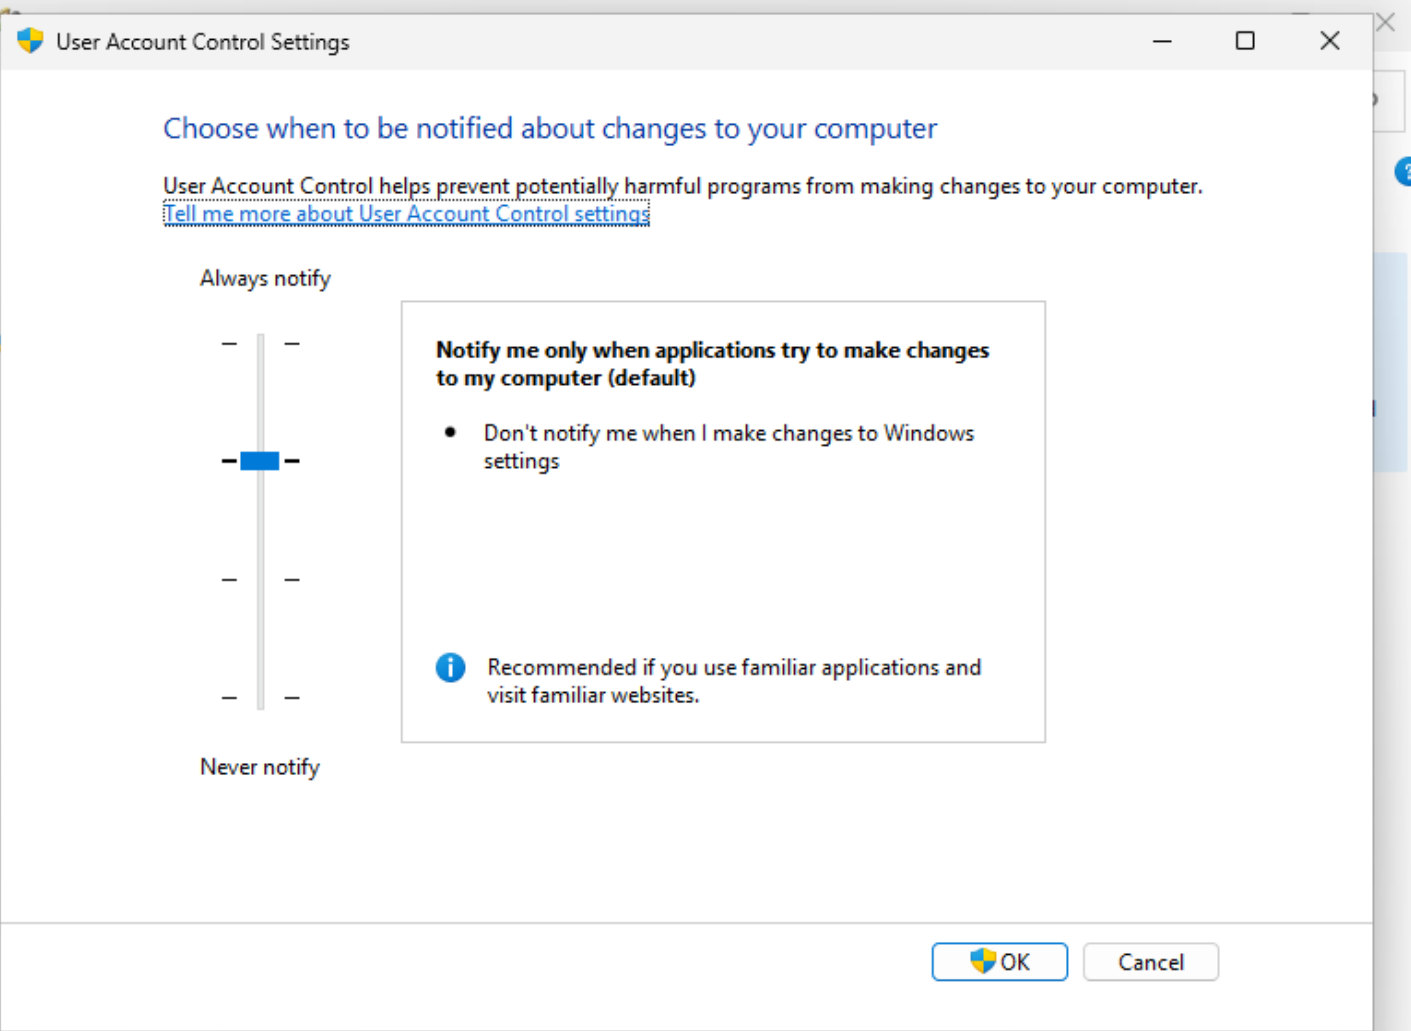 User Account Control Settings
Choose when to be notified about changes to your computer
User Account Control helps prevent potentially harmful programs from making changes to your computer.
Tell me more about User Account Control settings
Always notify
Notify me only when applications try to make changes
to my computer (default)
• Don't notify me when I make changes to Windows
settings
Recommended if you use familiar applications and
visit familiar websites.
Never notify
OK
Cancel